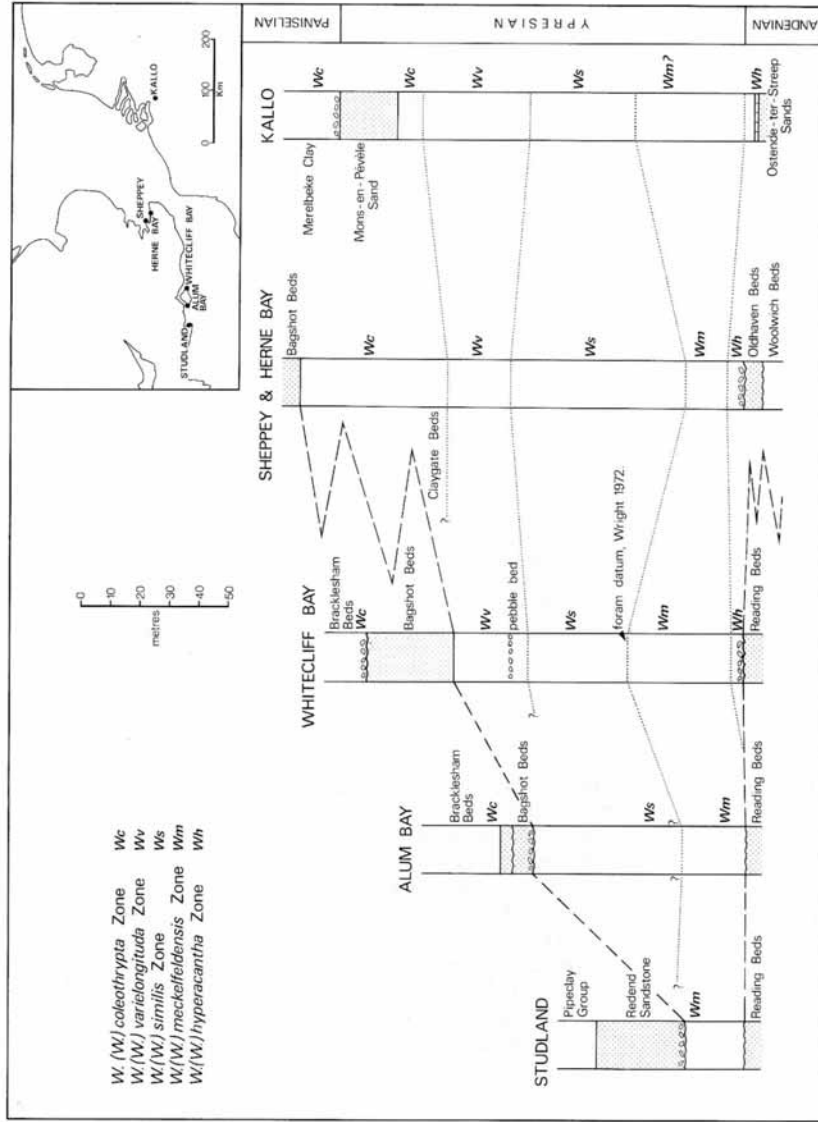 W. (W.) coleothrypta Zone Wc
W.(W.) varielongituda Zone Wv
W.(W.) similis Zone Ws
W.(W.) meckelfeldensis Zone Wm
W.(W.) hyperacantha Zone Wh
0
10
20
30
40
50
metres
STUDLAND
ALUM BAY
WHITECLIFF BAY
HERNE BAY
SHEPPEY
KALLO
0 100 200
Km
STUDLAND
Pipeday Group
Redend Sandstone
Wm
Reading Beds
?
ALUM BAY
Bracklesham Beds
Wc
Bagshot Beds
Ws
?
?
Wm
Reading Beds
WHITECLIFF BAY
Bracklesham Beds
Wc
Bagshot Beds
Wv
pebble bed
?
Ws
foram datum, Wright 1972.
Wm
Wh
Reading Beds
SHEPPEY & HERNE BAY
Bagshot Beds
Wc
Claygate Beds
?
Wv
Ws
Wm
Wh
Oldhaven Beds
Woolwich Beds
KALLO
Merelbeke Clay
Wc
Mons-en-Pévèle Sand
Wc
Wv
Ws
Wm?
Wh
Ostende-ter-Streep Sands
PANISELIAN
YPRESIAN
ANDENIAN